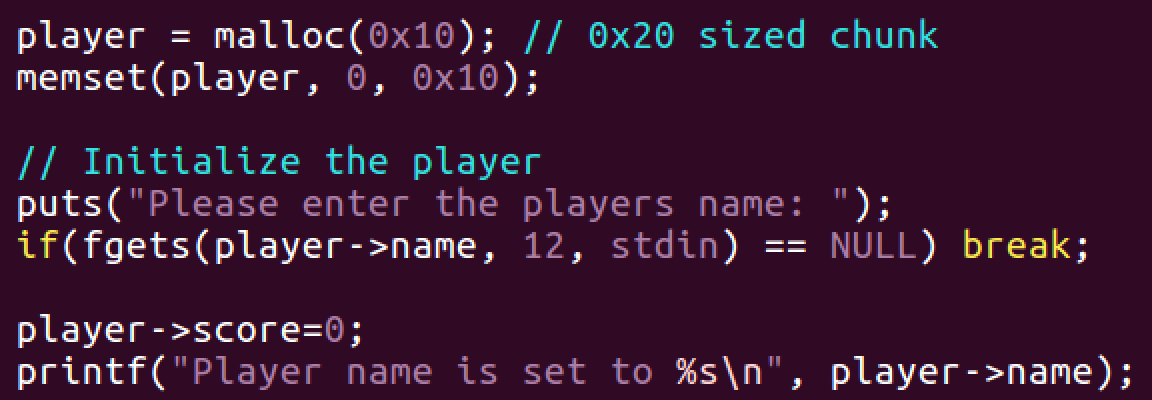 player = malloc(0x10); // 0x20 sized chunk
memset(player, 0, 0x10);
// Initialize the player
puts("Please enter the players name: ");
if(fgets(player->name, 12, stdin) == NULL) break;
player->score=0;
printf("Player name is set to %s\n", player->name);